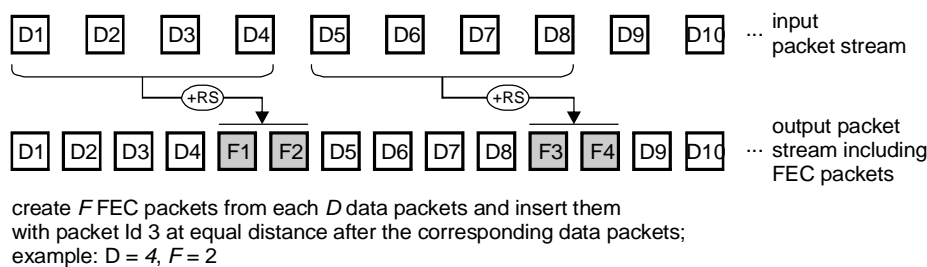 D1 D2 D3 D4 D5 D6 D7 D8 D9 D10 ... input
packet stream
+RS +RS
D1 D2 D3 D4 F1 F2 D5 D6 D7 D8 F3 F4 D9 D10 ... output packet
stream including
FEC packets
create F FEC packets from each D data packets and insert them
with packet Id 3 at equal distance after the corresponding data packets;
example: D = 4, F = 2